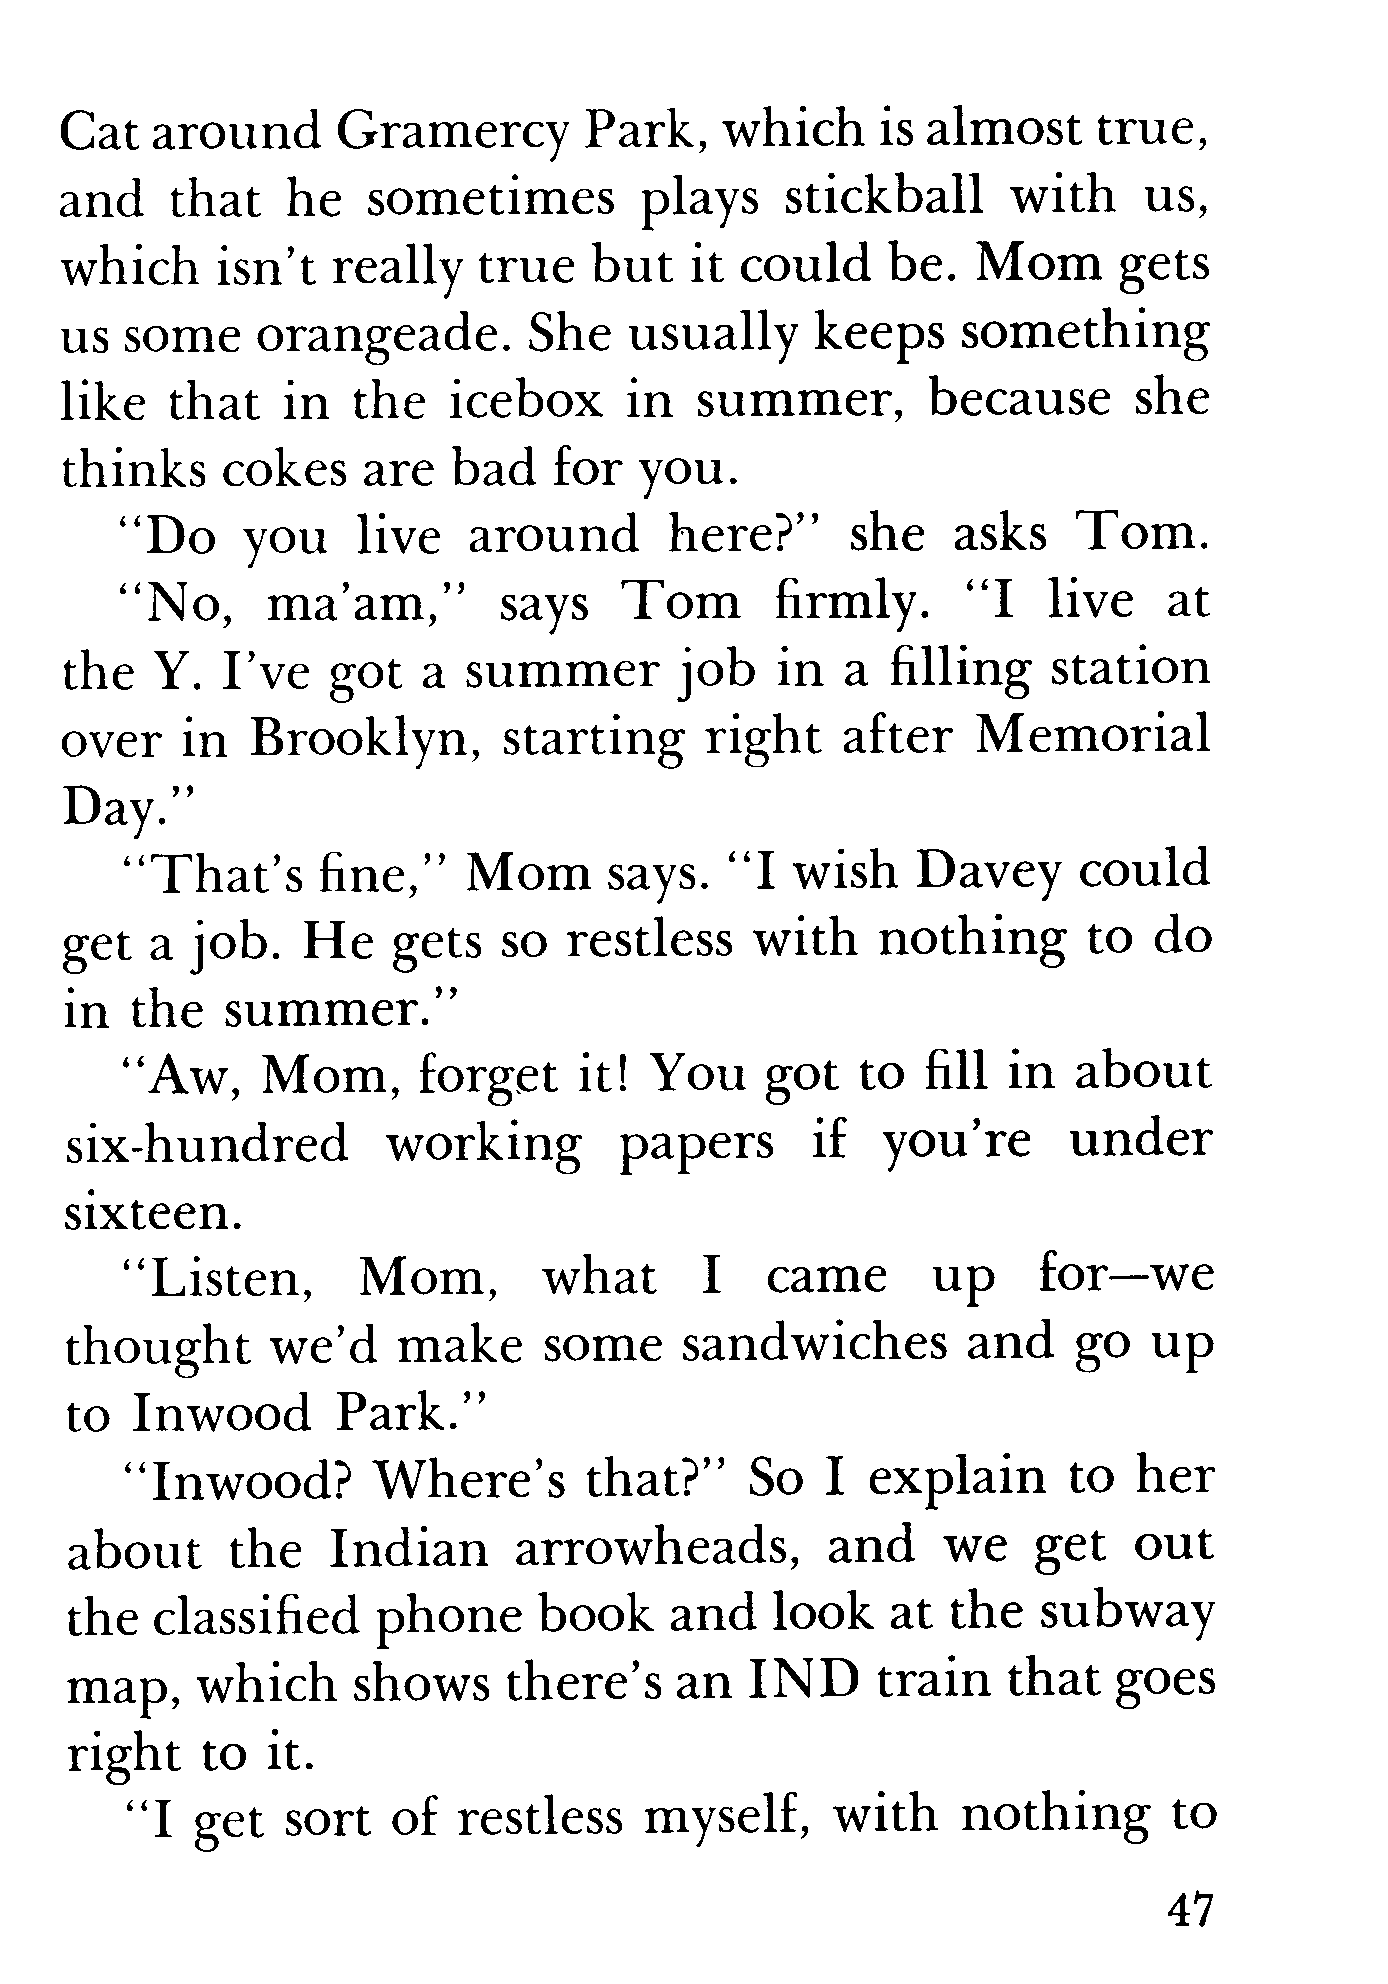 Cat around Gramercy Park, which is almost true,
and that he sometimes plays stickball with us,
which isn't really true but it could be. Mom gets
us some orangeade. She usually keeps something
like that in the icebox in summer, because she
thinks cokes are bad for you.
"Do you live around here?" she asks Tom.
"No, ma'am," says Tom firmly. "I live at
the Y. I've got a summer job in a filling station
over in Brooklyn, starting right after Memorial
Day."
"That's fine," Mom says. "I wish Davey could
get a job. He gets so restless with nothing to do
in the summer."
"Aw, Mom, forget it! You got to fill in about
six-hundred working papers if you're under
sixteen.
"Listen, Mom, what I came up for—we
thought we'd make some sandwiches and go up
to Inwood Park."
"Inwood? Where's that?" So I explain to her
about the Indian arrowheads, and we get out
the classified phone book and look at the subway
map, which shows there's an IND train that goes
right to it.
"I get sort of restless myself, with nothing to
47